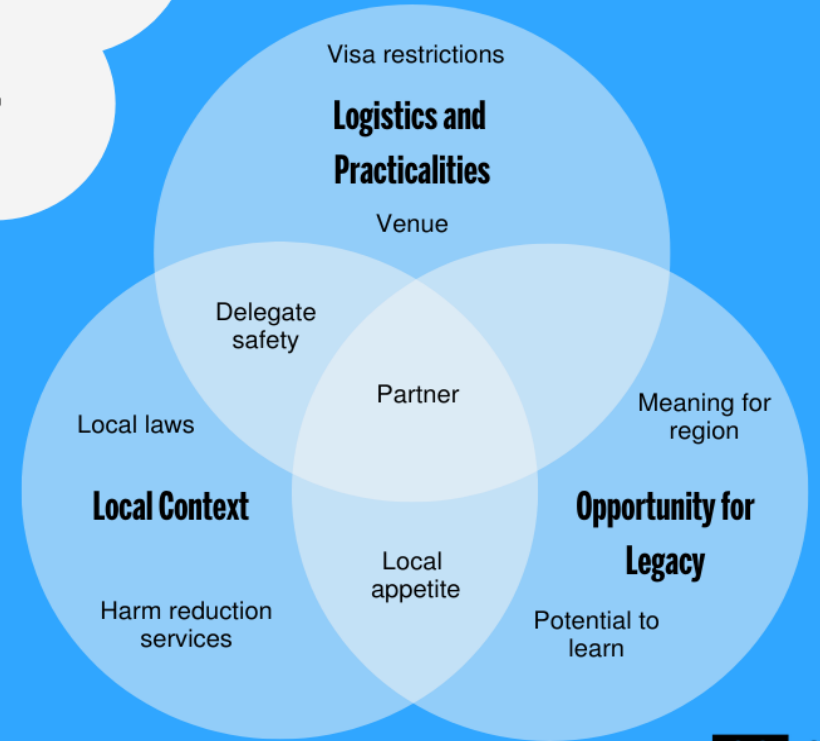 Visa restrictions
Logistics and
Practicalities
Venue
Delegate
safety
Partner
Meaning for
region
Local laws
Local Context
Opportunity for
Legacy
Local
appetite
Harm reduction
services
Potential to
learn